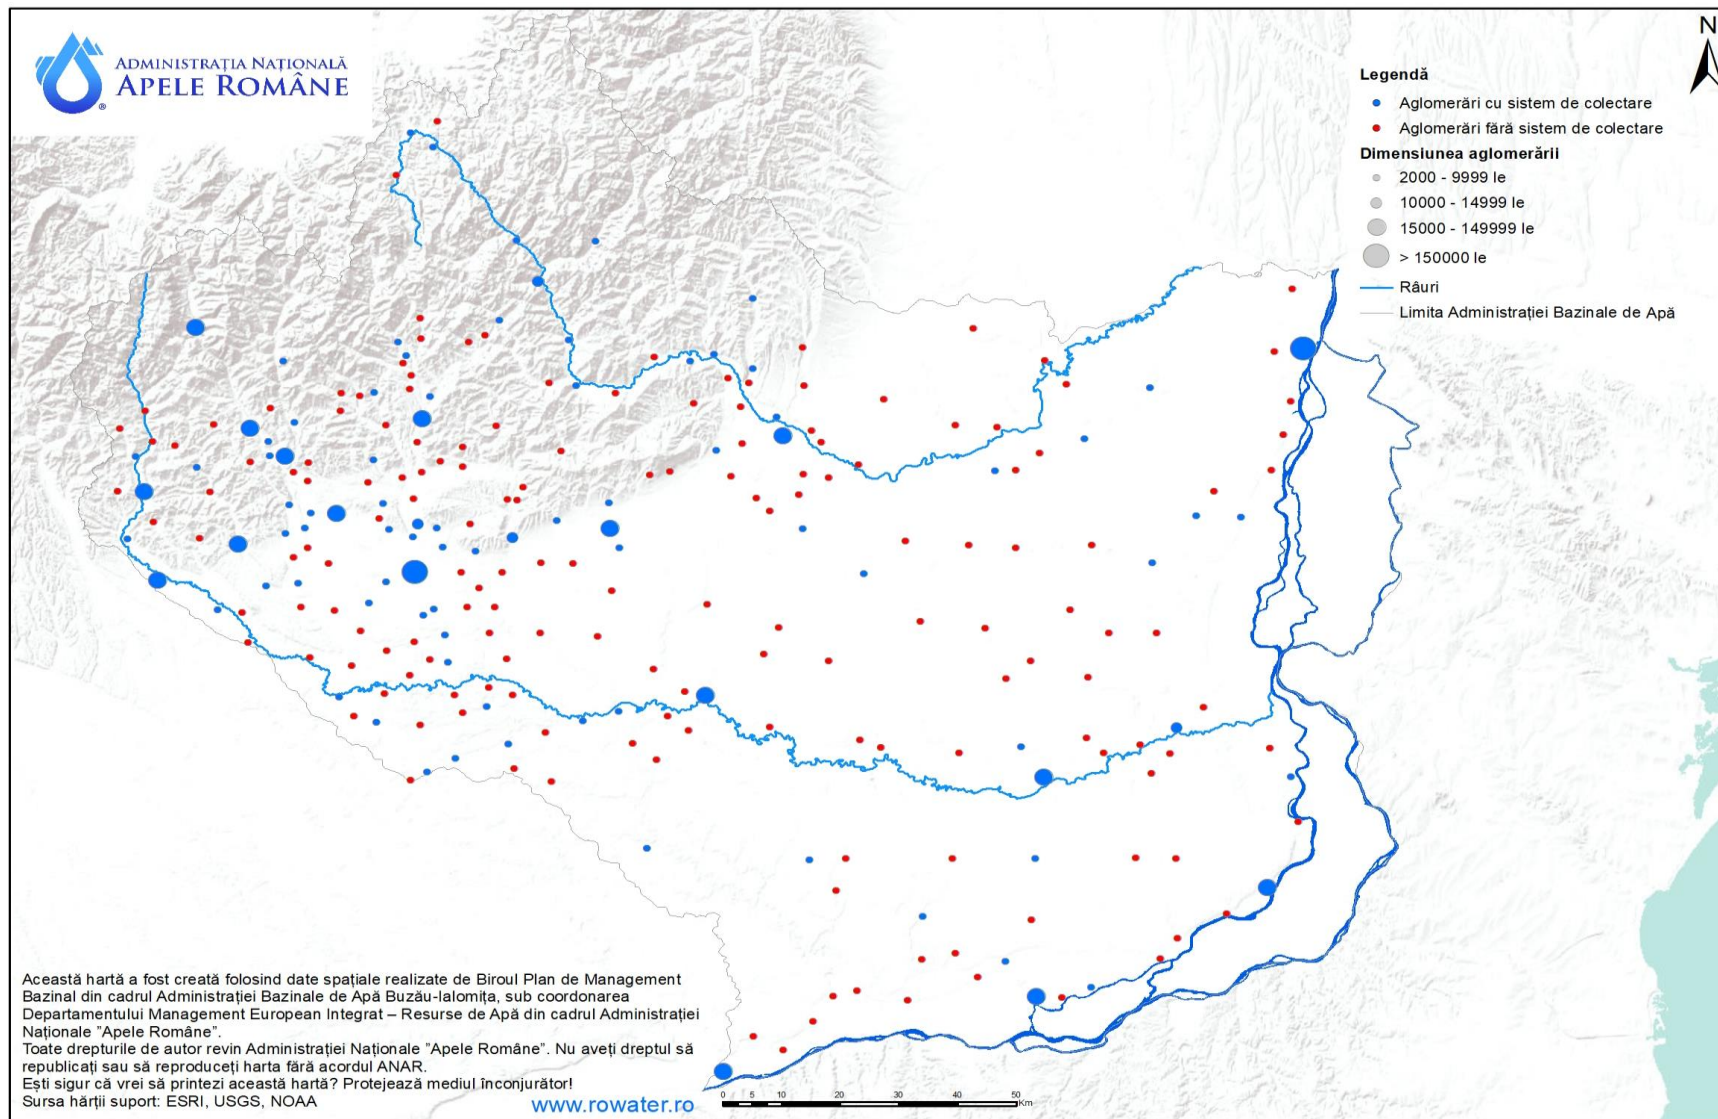 ADMINISTRAȚIA NAȚIONALĂ
APELE ROMÂNE
®
N
Legendă
Aglomerări cu sistem de colectare
Aglomerări fără sistem de colectare
Dimensiunea aglomerării
2000 - 9999 le
10000 - 14999 le
15000 - 149999 le
> 150000 le
Râuri
Limita Administrației Bazinale de Apă
Această hartă a fost creată folosind date spațiale realizate de Biroul Plan de Management
Bazinal din cadrul Administrației Bazinale de Apă Buzău-Ialomița, sub coordonarea
Departamentului Management European Integrat – Resurse de Apă din cadrul Administrației
Naționale "Apele Române".
Toate drepturile de autor revin Administrației Naționale "Apele Române". Nu aveți dreptul să
republicați sau să reproduceți harta fără acordul ANAR.
Ești sigur că vrei să printezi această hartă? Protejează mediul înconjurător!
Sursa hărții suport: ESRI, USGS, NOAA
www.rowater.ro
0 5 10 20 30 40 50
Km